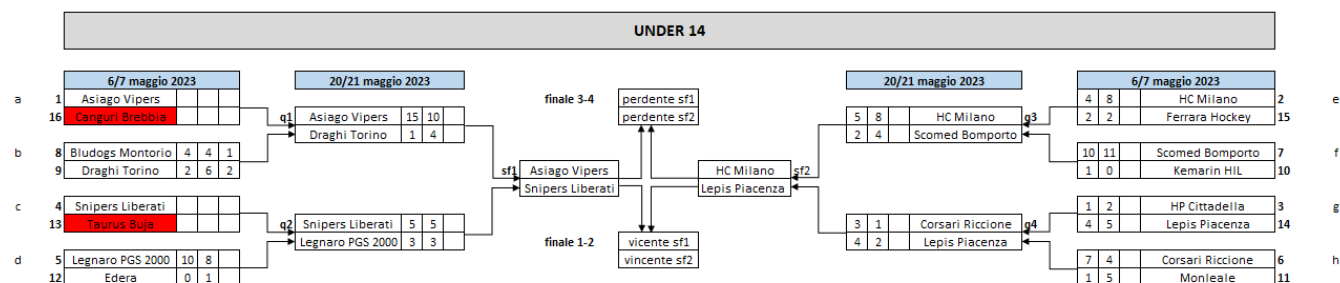 UNDER 14
6/7 maggio 2023
20/21 maggio 2023
20/21 maggio 2023
6/7 maggio 2023
a
1 Asiago Vipers
16 Canguri Brebbia
b
8 Bludogs Montorio 4 4 1
9 Draghi Torino 2 6 2
c
4 Snipers Liberati
13 Taurus Buja
d
5 Legnaro PGS 2000 10 8
12 Edera 0 1
q1 Asiago Vipers 15 10
Draghi Torino 1 4
q2 Snipers Liberati 5 5
Legnaro PGS 2000 3 3
sf1 Asiago Vipers
Snipers Liberati
finale 3-4
perdente sf1
perdente sf2
finale 1-2
vicente sf1
vincente sf2
HC Milano sf2
Lepis Piacenza
5 8 HC Milano q3
2 4 Scomed Bomporto
3 1 Corsari Riccione q4
4 2 Lepis Piacenza
4 8 HC Milano 2
2 2 Ferrara Hockey 15
e
10 11 Scomed Bomporto 7
1 0 Kemarin HIL 10
f
1 2 HP Cittadella 3
4 5 Lepis Piacenza 14
g
7 4 Corsari Riccione 6
1 5 Monleale 11
h